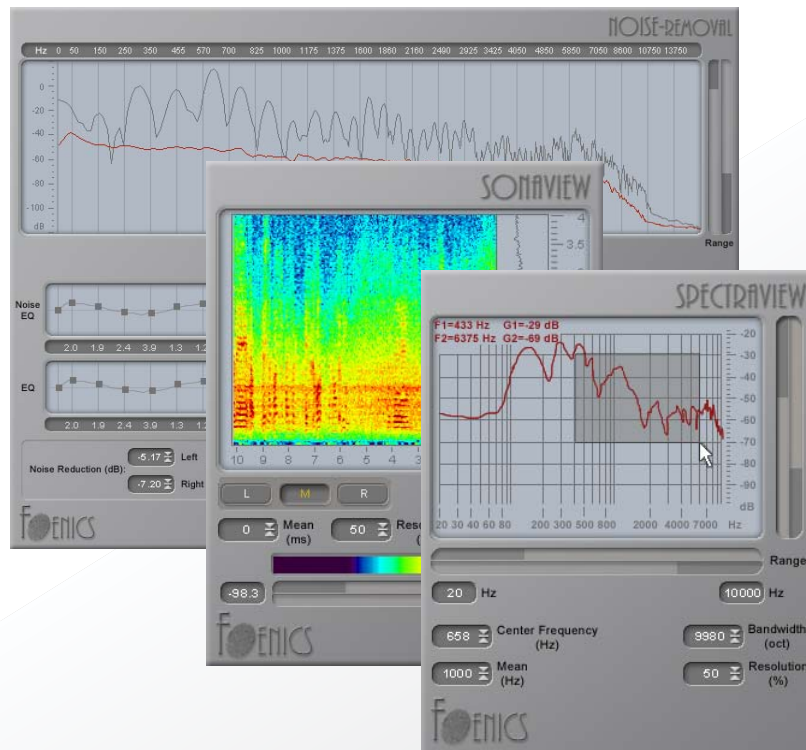 NOISE-REMOVAL
Hz 0 50 150 250 350 455 570 700 825 1000 1175 1375 1600 1860 2160 2490 2925 3425 4050 4850 5850 7050 8600 10750 13750
0
-20
-40
-60
-80
-100
dB
Range
Noise EQ
2.0 1.9 2.4 3.9 1.3 1.2
EQ
2.0 1.9 2.4 3.9 1.3 1.2
Noise Reduction (dB):
-5.17 Left
-7.20 Right
FOENICS
SONAVIEW
4
3.5
10 9 8 7 6 5 4 3
L M R
0 Mean (ms)
50
-98.3
FOENICS
SPECTRAVIEW
F1=433 Hz G1=-29 dB
F2=6375 Hz G2=-69 dB
-20
-30
-40
-50
-60
-70
-80
-90
dB
20 30 40 60 80 200 300 500 800 2000 4000 7000 Hz
Range
20 Hz
10000 Hz
658 Center Frequency (Hz)
9980 Bandwidth (oct)
1000 Mean (Hz)
50 Resolution (%)
FOENICS